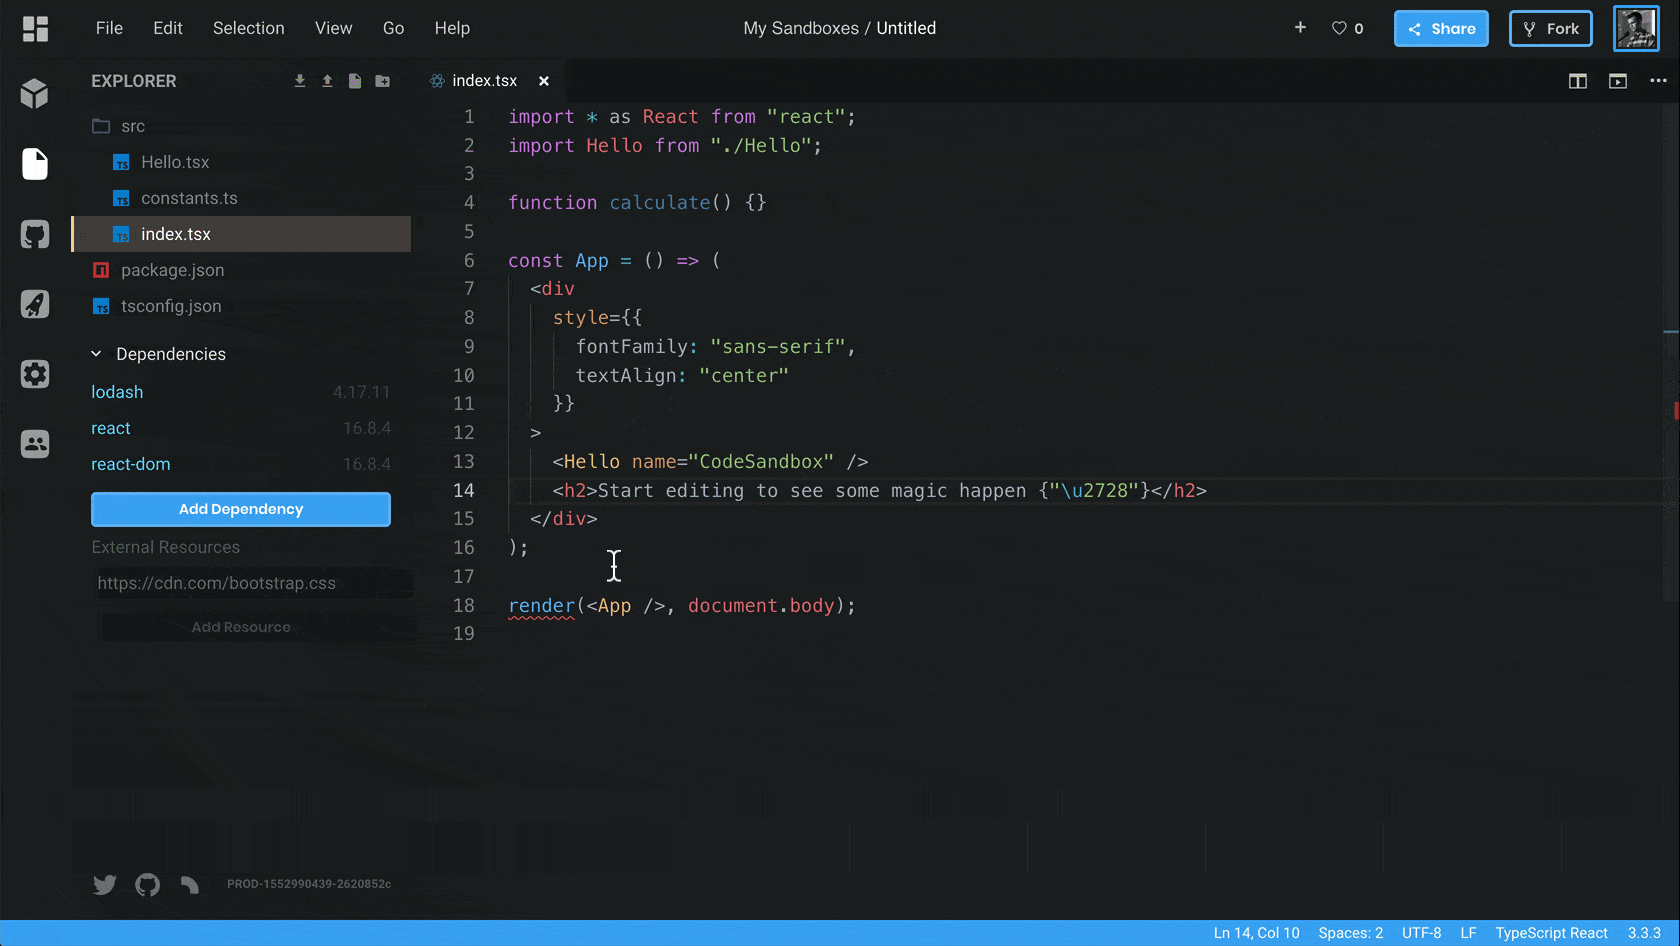 File Edit Selection View Go Help
My Sandboxes / Untitled
+ 0 Share Fork
EXPLORER
src
Hello.tsx
constants.ts
index.tsx
package.json
tsconfig.json
Dependencies
lodash 4.17.11
react 16.8.4
react-dom 16.8.4
Add Dependency
External Resources
https://cdn.com/bootstrap.css
Add Resource
PROD-1552990439-2620852c
index.tsx ×
1 import * as React from "react";
2 import Hello from "./Hello";
3
4 function calculate() {}
5
6 const App = () => (
7 <div
8 style={{
9 fontFamily: "sans-serif",
10 textAlign: "center"
11 }}
12 >
13 <Hello name="CodeSandbox" />
14 <h2>Start editing to see some magic happen {"\u2728"}</h2>
15 </div>
16 );
17
18 render(<App />, document.body);
19
Ln 14, Col 10 Spaces: 2 UTF-8 LF TypeScript React 3.3.3